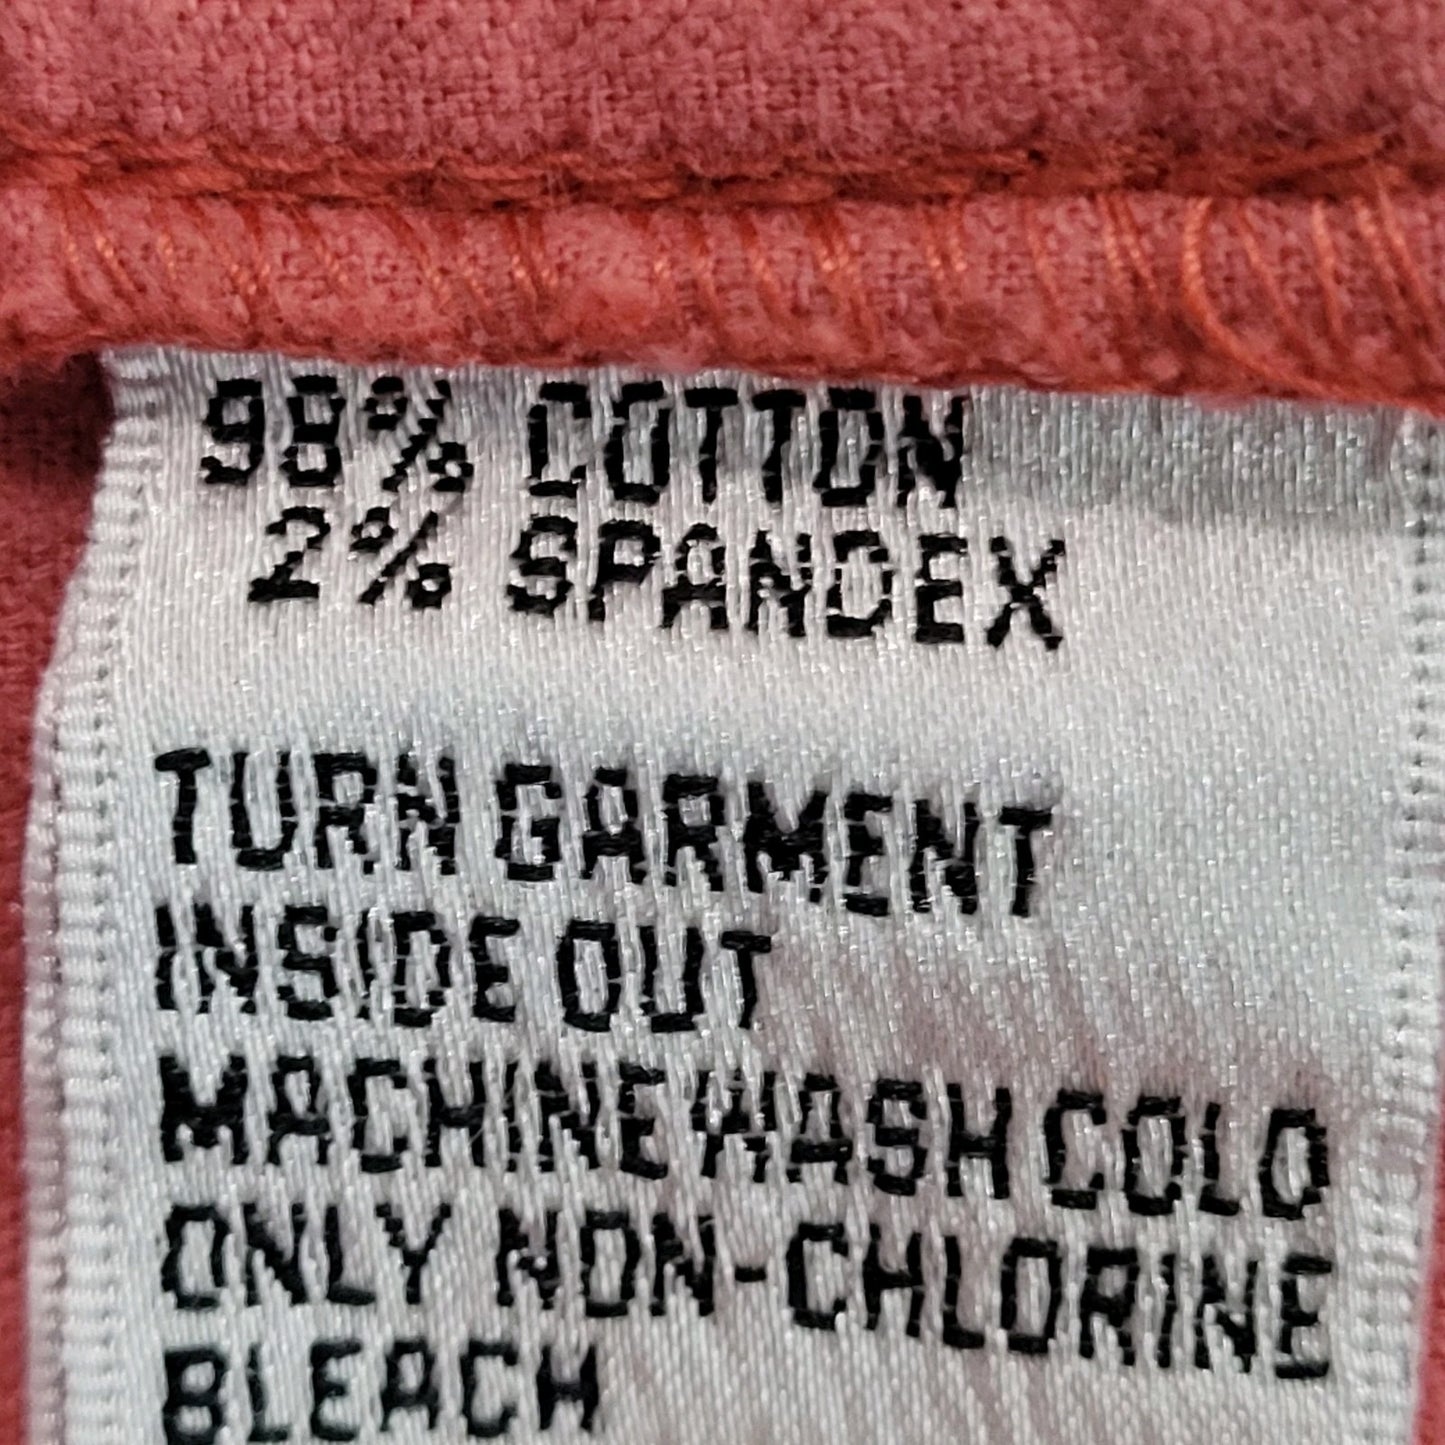 98% COTTON
2% SPANDEX
TURN GARMENT
INSIDE OUT
MACHINE WASH COLD
ONLY NON-CHLORINE
BLEACH